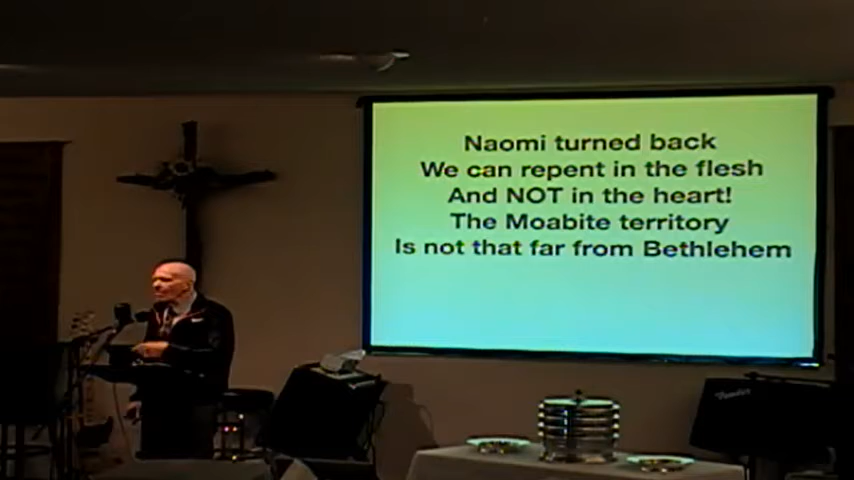 Naomi turned back
We can repent in the flesh
And NOT in the heart!
The Moabite territory
Is not that far from Bethlehem